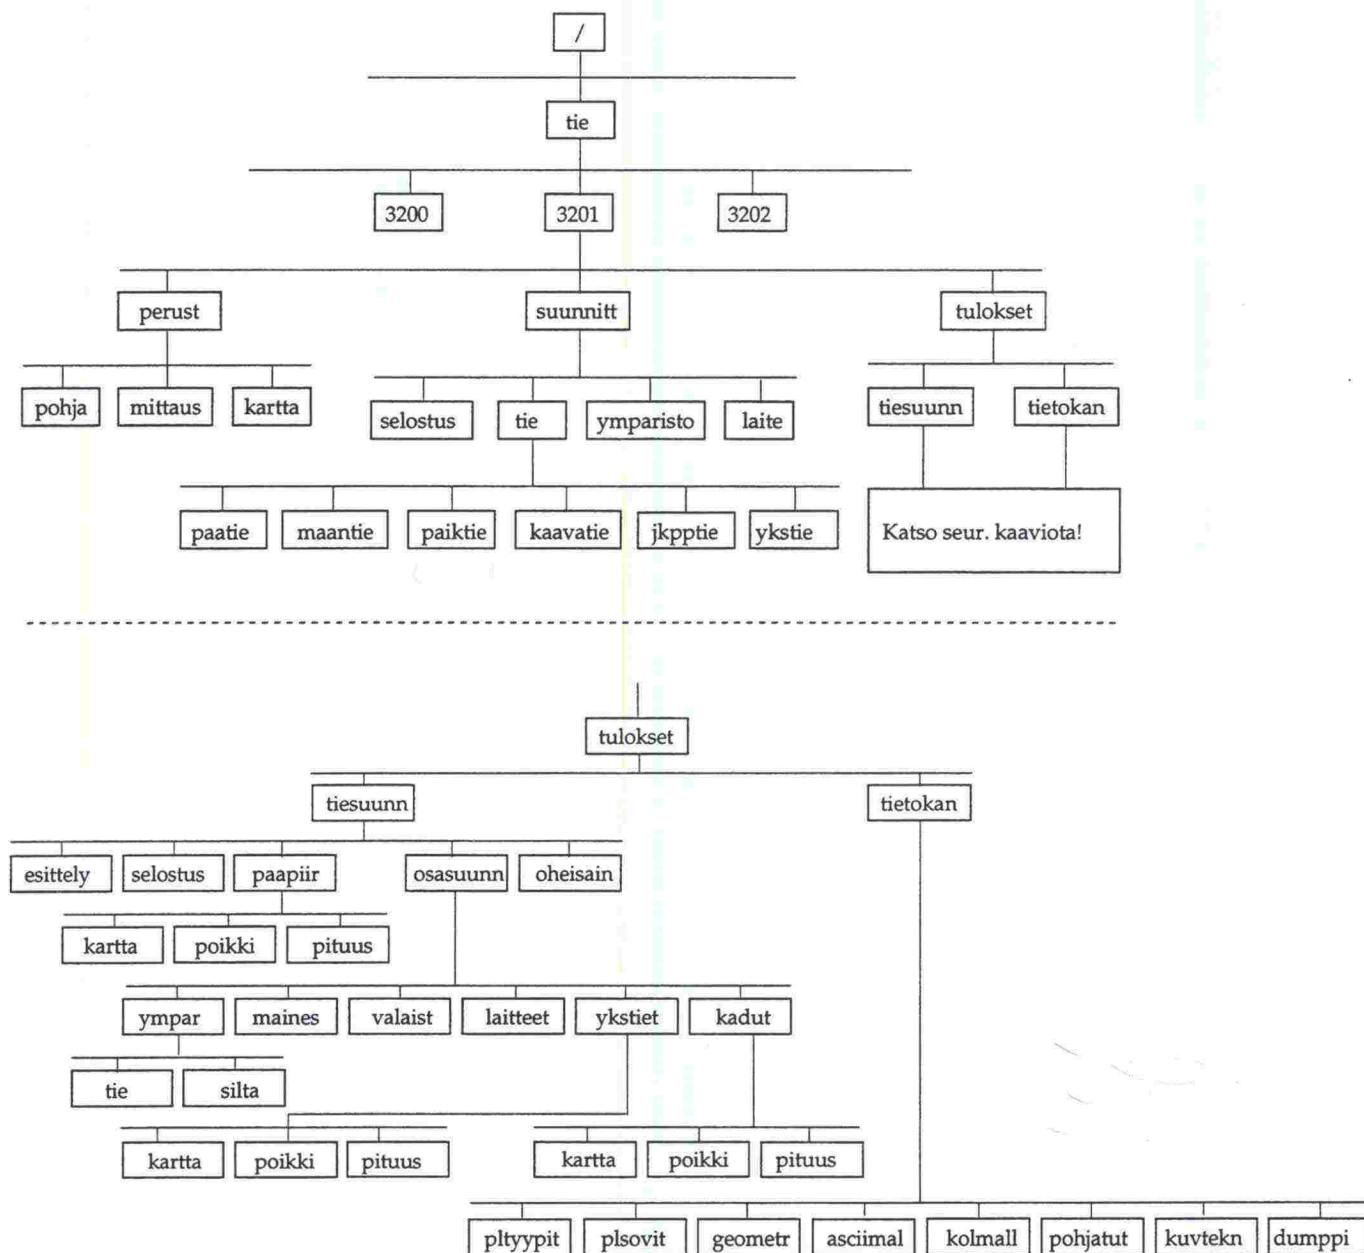 /
tie
3200 3201 3202
perust suunnitt tulokset
pohja mittaus kartta selostus tie ymparisto laite tiesuunn tietokan
paatie maantie paiktie kaavatie jkpptie ykstie Katso seur. kaaviota!
tulokset
tiesuunn tietokan
esittely selostus paapiir osasuunn oheisain
kartta poikki pituus
ympar maines valaist laitteet ykstiet kadut
tie silta
kartta poikki pituus kartta poikki pituus
pltyypit plsovit geometr asciimal kolmall pohjatut kuvtekn dumppi